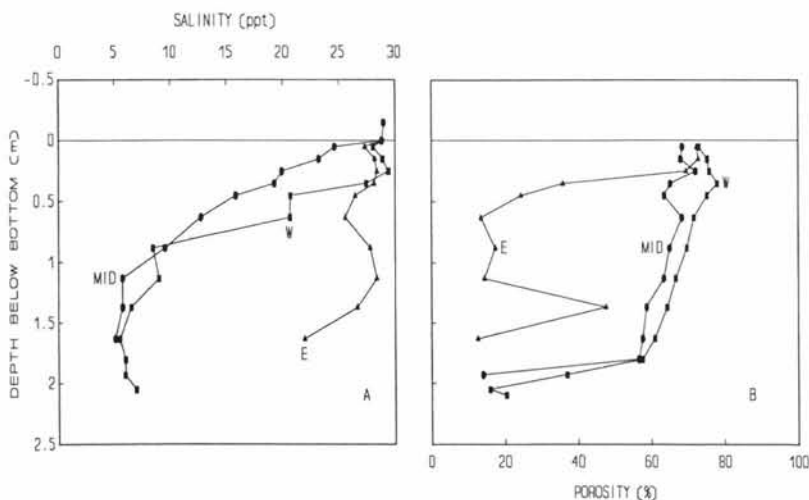 SALINITY (ppt)
0 5 10 15 20 25 30
-0.5
0
0.5
1
1.5
2
2.5
DEPTH BELOW BOTTOM (m)
MID
W
E
A
W
E
MID
B
0 20 40 60 80 100
POROSITY (%)